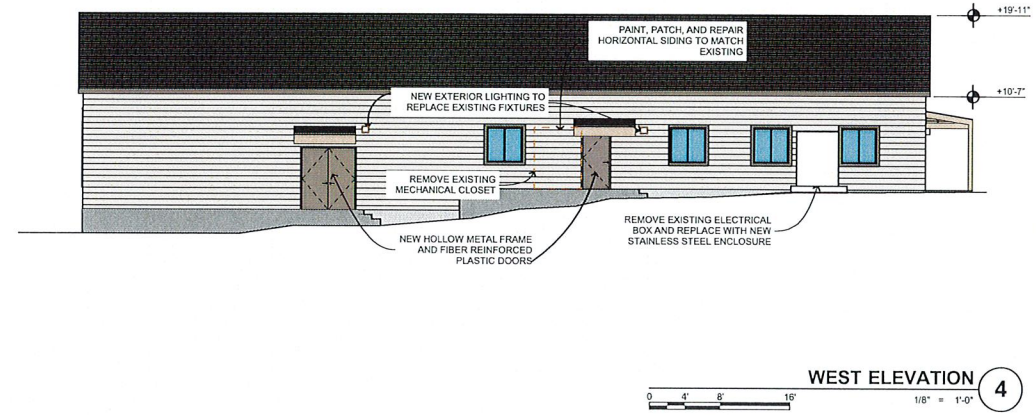 +19'-11"
PAINT, PATCH, AND REPAIR
HORIZONTAL SIDING TO MATCH
EXISTING
+10'-7"
NEW EXTERIOR LIGHTING TO
REPLACE EXISTING FIXTURES
REMOVE EXISTING
MECHANICAL CLOSET
NEW HOLLOW METAL FRAME
AND FIBER REINFORCED
PLASTIC DOORS
REMOVE EXISTING ELECTRICAL
BOX AND REPLACE WITH NEW
STAINLESS STEEL ENCLOSURE
WEST ELEVATION
4
0 4' 8' 16'
1/8" = 1'-0"